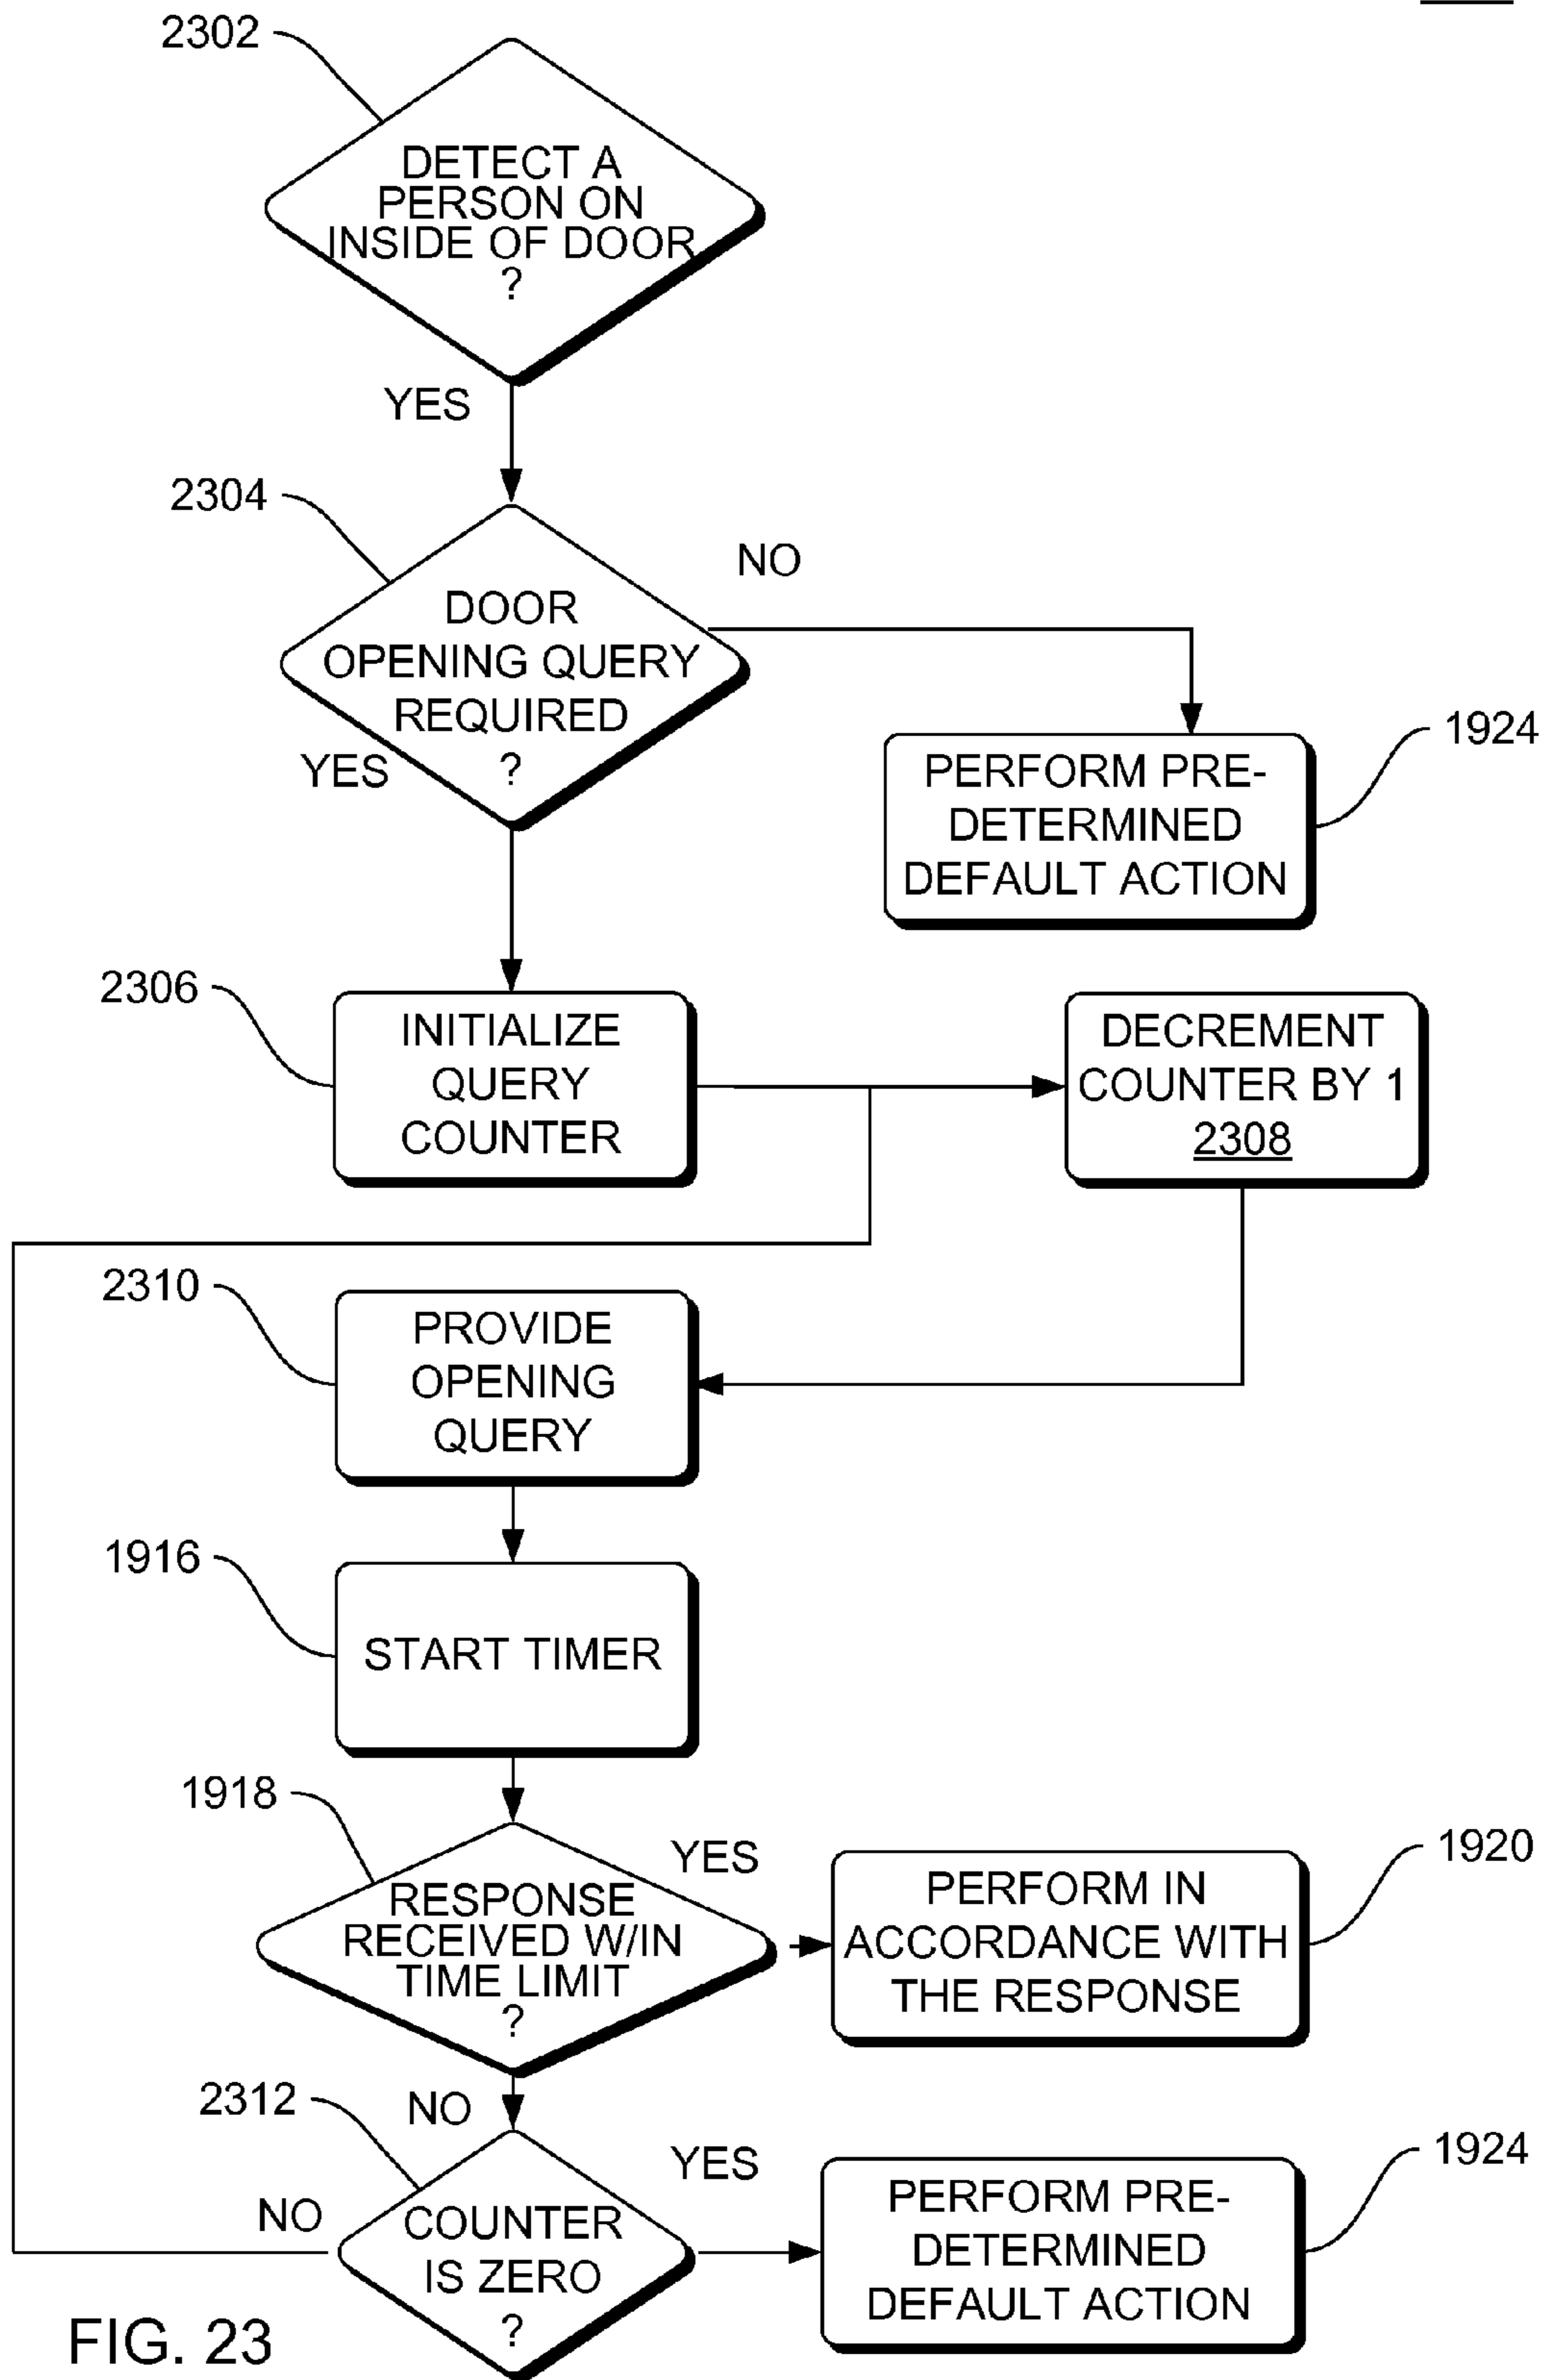 2302
DETECT A
PERSON ON
INSIDE OF DOOR
?
YES
2304
NO
DOOR
OPENING QUERY
REQUIRED
?
YES
1924
PERFORM PRE-
DETERMINED
DEFAULT ACTION
2306
INITIALIZE
QUERY
COUNTER
DECREMENT
COUNTER BY 1
2308
2310
PROVIDE
OPENING
QUERY
1916
START TIMER
1918
YES
RESPONSE
RECEIVED W/IN
TIME LIMIT
?
1920
PERFORM IN
ACCORDANCE WITH
THE RESPONSE
2312
NO
YES
NO
COUNTER
IS ZERO
?
1924
PERFORM PRE-
DETERMINED
DEFAULT ACTION
FIG. 23